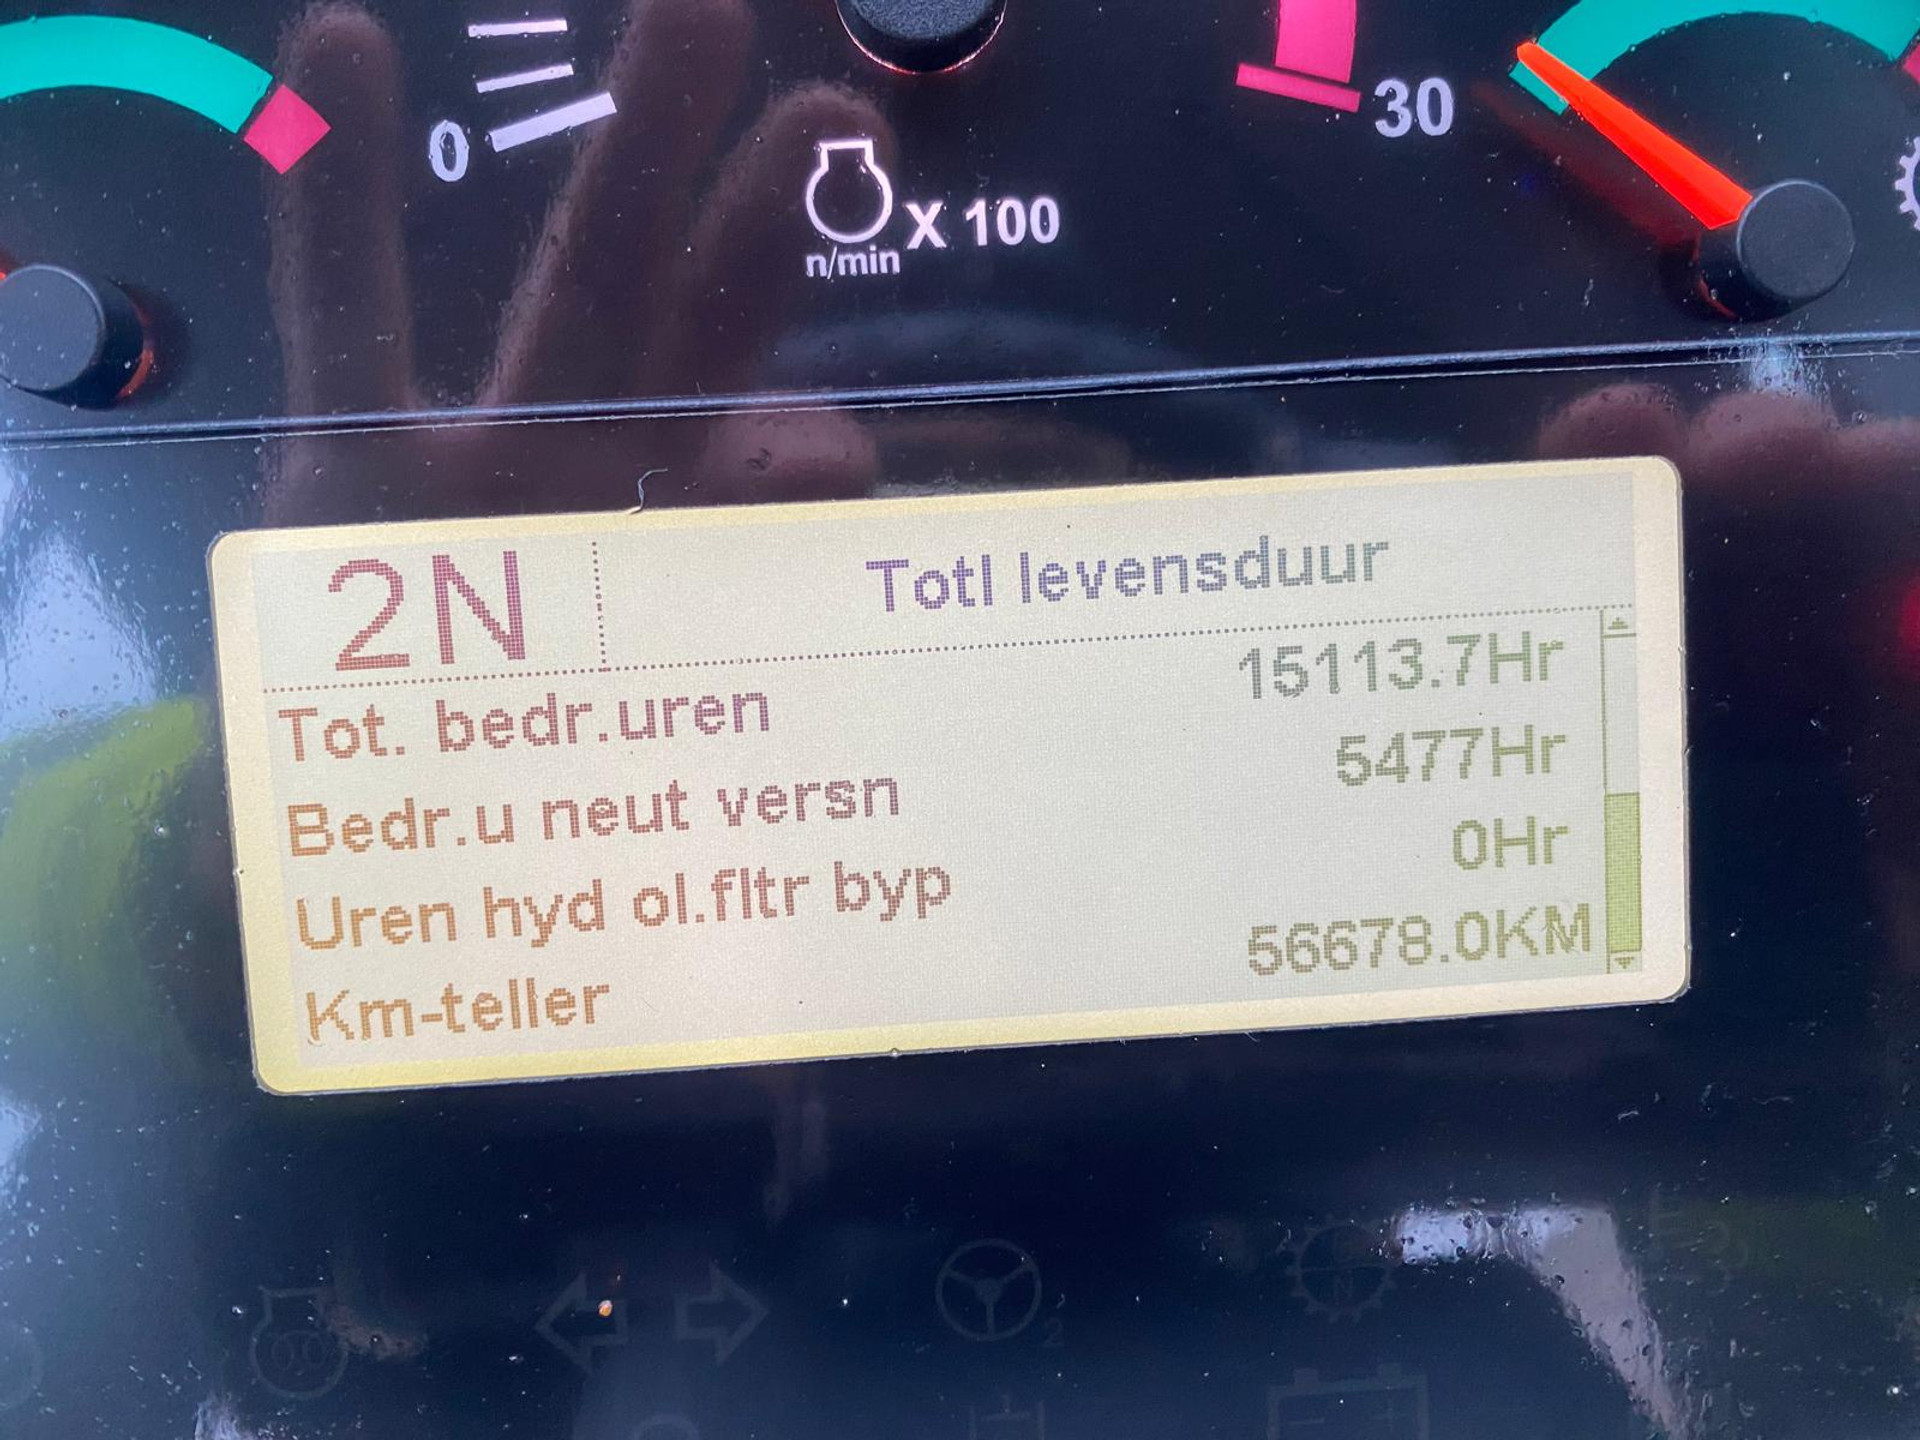 0
30
n/min
X 100
2N
Totl levensduur
Tot. bedr.uren 15113.7Hr
Bedr.u neut versn 5477Hr
Uren hyd ol.fltr byp 0Hr
Km-teller 56678.0KM
2